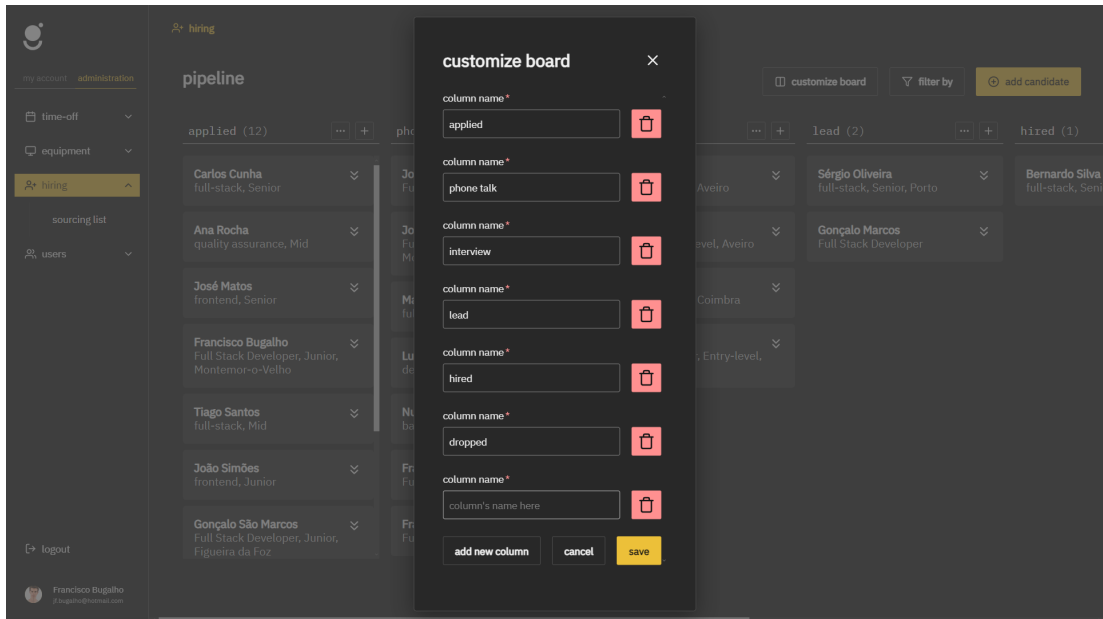 hiring
my account administration
time-off
equipment
hiring
sourcing list
users
logout
Francisco Bugalho
pipeline
customize board
filter by
add candidate
applied (12)
Carlos Cunha
full-stack, Senior
Ana Rocha
quality assurance, Mid
José Matos
frontend, Senior
Francisco Bugalho
Full Stack Developer, Junior,
Montemor-o-Velho
Tiago Santos
full-stack, Mid
João Simões
frontend, Junior
Gonçalo São Marcos
Full Stack Developer, Junior,
Figueira da Foz
customize board
column name*
applied
column name*
phone talk
column name*
interview
column name*
lead
column name*
hired
column name*
dropped
column name*
column's name here
add new column
cancel
save
Aveiro
Aveiro
Coimbra
, Entry-level,
lead (2)
Sérgio Oliveira
full-stack, Senior, Porto
Gonçalo Marcos
Full Stack Developer
hired (1)
Bernardo Silva
full-stack,